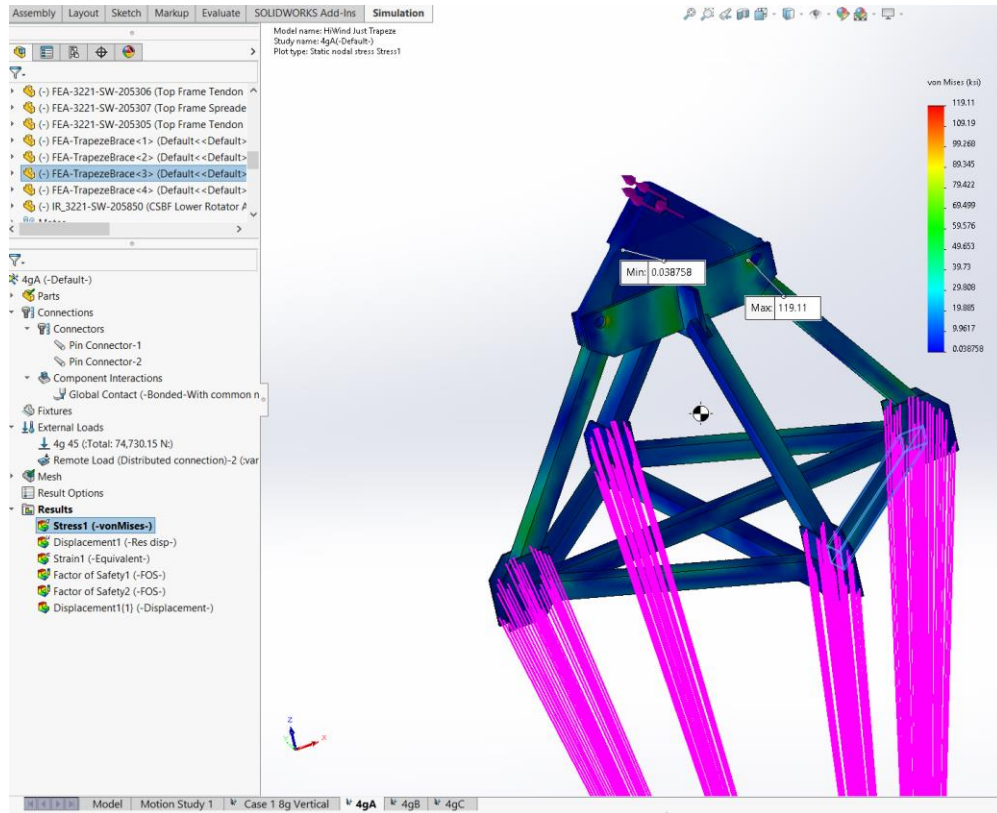 Assembly Layout Sketch Markup Evaluate SOLIDWORKS Add-Ins Simulation
Model name: HiWind Just Trapeze
Study name: 4gA(-Default-)
Plot type: Static nodal stress Stress1
(-) FEA-3221-SW-205306 (Top Frame Tendon
(-) FEA-3221-SW-205307 (Top Frame Spreade
(-) FEA-3221-SW-205305 (Top Frame Tendon
(-) FEA-TrapezeBrace<1> (Default<<Default>
(-) FEA-TrapezeBrace<2> (Default<<Default>
(-) FEA-TrapezeBrace<3> (Default<<Default>
(-) FEA-TrapezeBrace<4> (Default<<Default>
(-) IR_3221-SW-205850 (CSBF Lower Rotator A
4gA (-Default-)
Parts
Connections
Connectors
Pin Connector-1
Pin Connector-2
Component Interactions
Global Contact (-Bonded-With common n
Fixtures
External Loads
4g 45 (:Total: 74,730.15 N:)
Remote Load (Distributed connection)-2 (:var
Mesh
Result Options
Results
Stress1 (-vonMises-)
Displacement1 (-Res disp-)
Strain1 (-Equivalent-)
Factor of Safety1 (-FOS-)
Factor of Safety2 (-FOS-)
Displacement1(1) (-Displacement-)
von Mises (ksi)
119.11
109.19
99.268
89.345
79.422
69.499
59.576
49.653
39.73
29.808
19.885
9.9617
0.038758
Min: 0.038758
Max: 119.11
Z
X
Model Motion Study 1 Case 1 8g Vertical 4gA 4gB 4gC